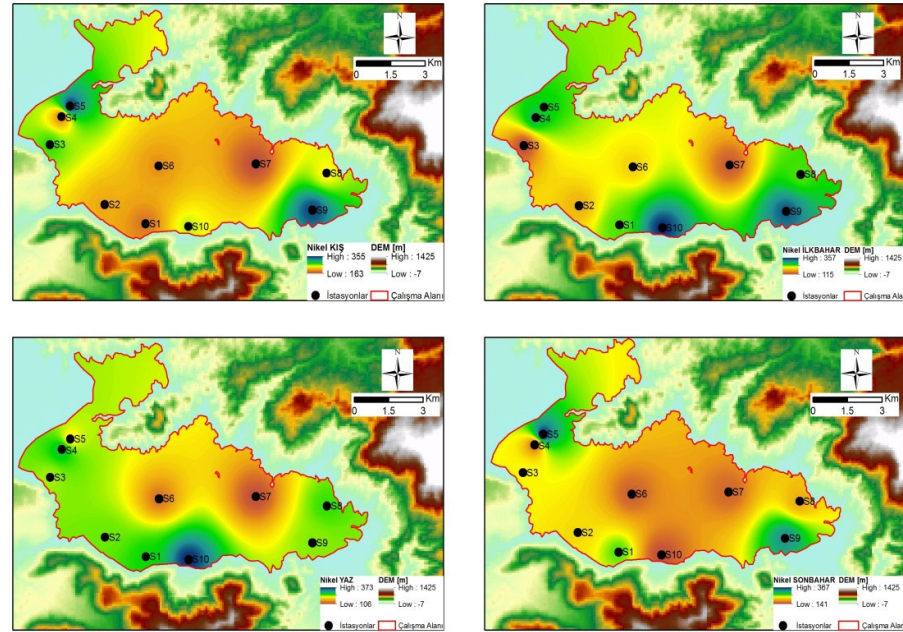 N
Km
0 1.5 3
S5
S4
S3
S6
S7
S8
S2
S9
S1
S10
Nikel KIŞ DEM [m]
High : 355 High : 1425
Low : 163 Low : -7
İstasyonlar Çalışma Alanı
N
Km
0 1.5 3
S5
S4
S3
S6
S7
S8
S2
S9
S1
S10
Nikel İLKBAHAR DEM [m]
High : 357 High : 1425
Low : 115 Low : -7
İstasyonlar Çalışma Alanı
N
Km
0 1.5 3
S5
S4
S3
S6
S7
S8
S2
S9
S1
S10
Nikel YAZ DEM [m]
High : 373 High : 1425
Low : 106 Low : -7
İstasyonlar Çalışma Alanı
N
Km
0 1.5 3
S5
S4
S3
S6
S7
S8
S2
S9
S1
S10
Nikel SONBAHAR DEM [m]
High : 367 High : 1425
Low : 141 Low : -7
İstasyonlar Çalışma Alanı